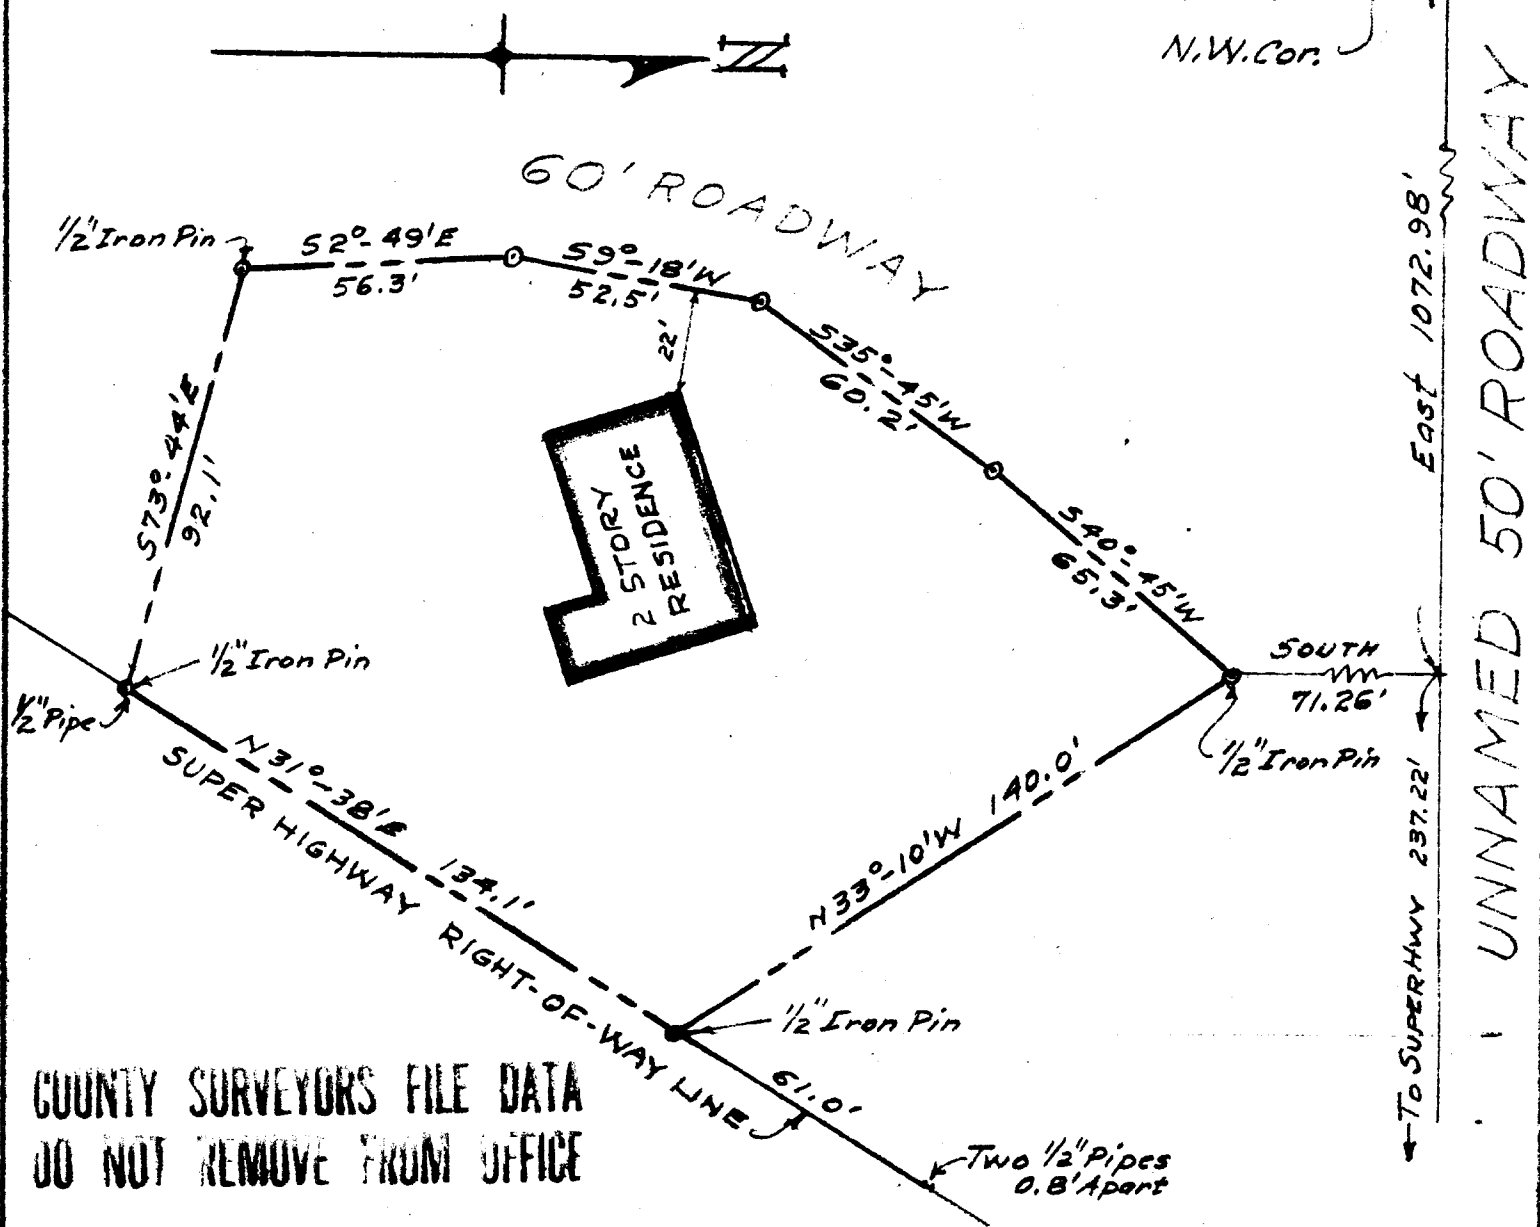 N
N.W.Cor.
60' ROADWAY
1/2" Iron Pin
S2°-49'E
56.3'
S9°-18'W
52.5'
22'
S35°-45'W
60.2'
S73°-44'E
92.1'
2 STORY
RESIDENCE
S40°-45'W
65.3'
East 1072.98'
UNNAMED 50' ROADWAY
SOUTH
71.26'
1/2" Iron Pin
1/2" Pipe
1/2" Iron Pin
N31°-38'E 134.1'
SUPER HIGHWAY RIGHT-OF-WAY LINE
N33°-10'W 140.0'
To SUPERHWY 237.22'
1/2" Iron Pin
61.0'
Two 1/2" Pipes
0.8' Apart
COUNTY SURVEYORS FILE DATA
DO NOT REMOVE FROM OFFICE